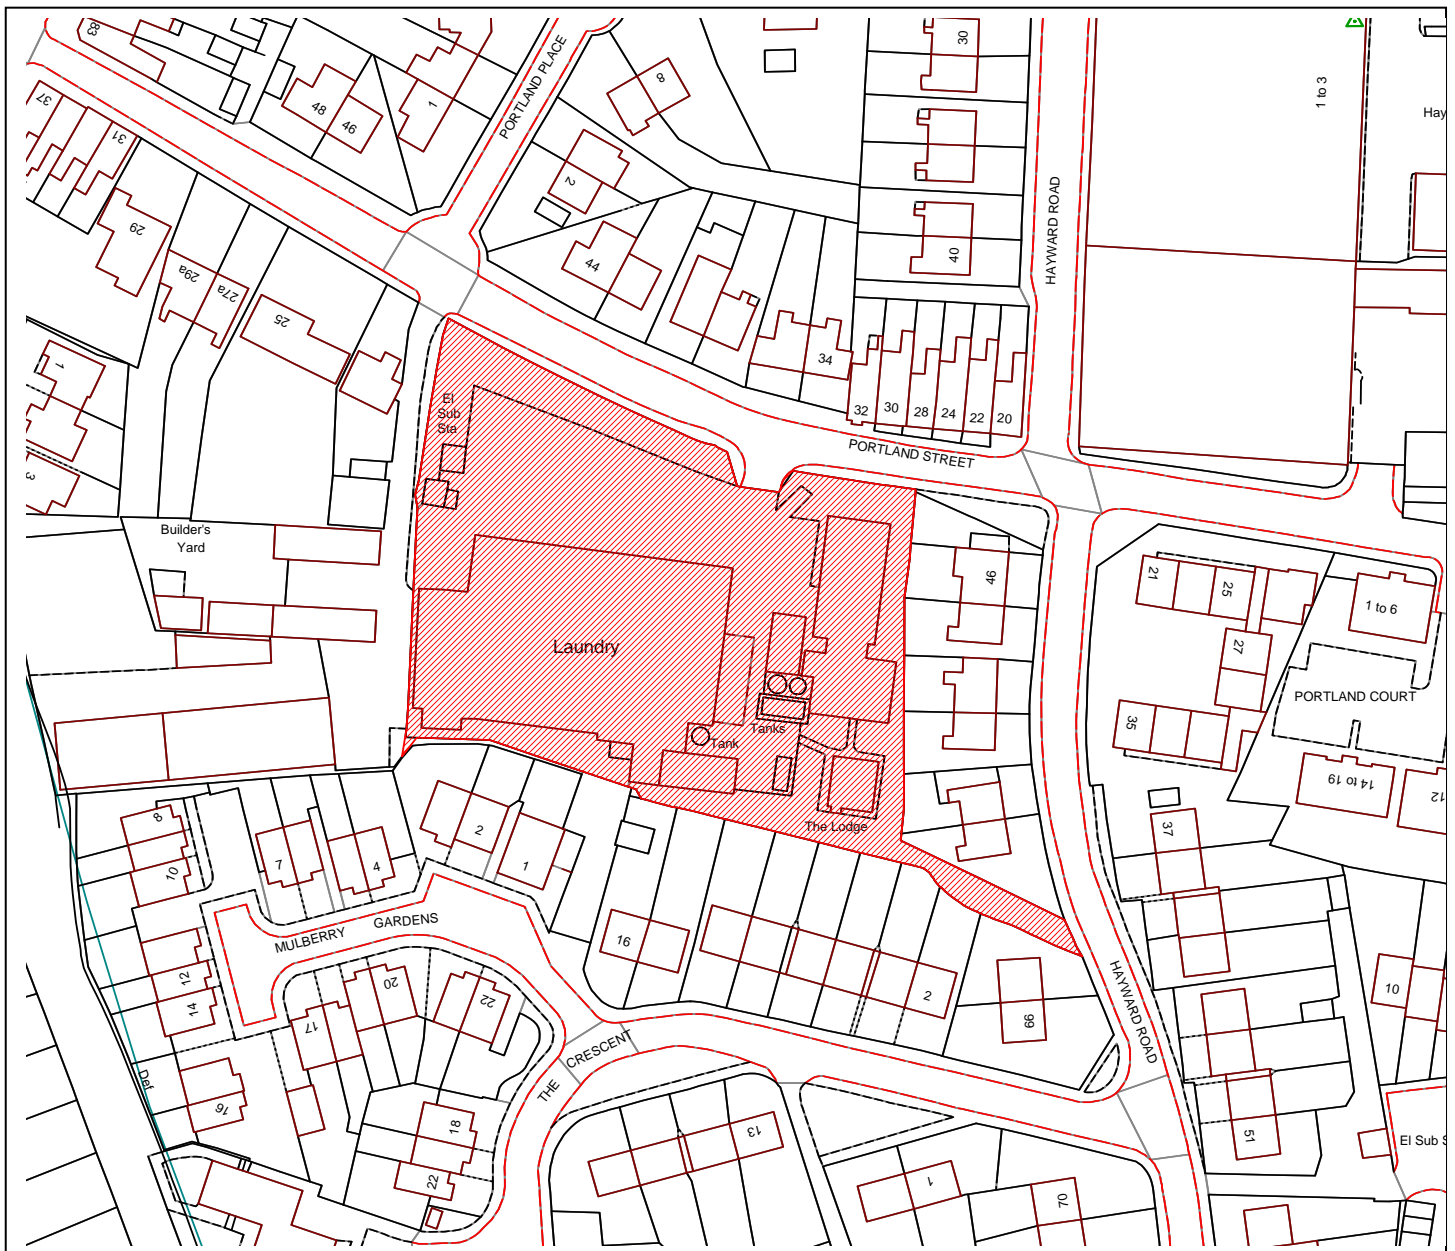 83
37
31
48
46
1
PORTLAND PLACE
8
2
30
40
HAYWARD ROAD
1 to 3
Hay
29
29a
27a
25
44
34
32
30
28
24
22
20
PORTLAND STREET
1
3
El
Sub
Sta
Builder's
Yard
Laundry
Tanks
Tank
The Lodge
46
21
25
27
1 to 6
PORTLAND COURT
35
14 to 19
12
37
8
10
7
4
2
1
MULBERRY GARDENS
16
2
66
12
14
17
20
22
THE CRESCENT
HAYWARD ROAD
10
Def
16
18
22
13
1
70
51
El Sub S